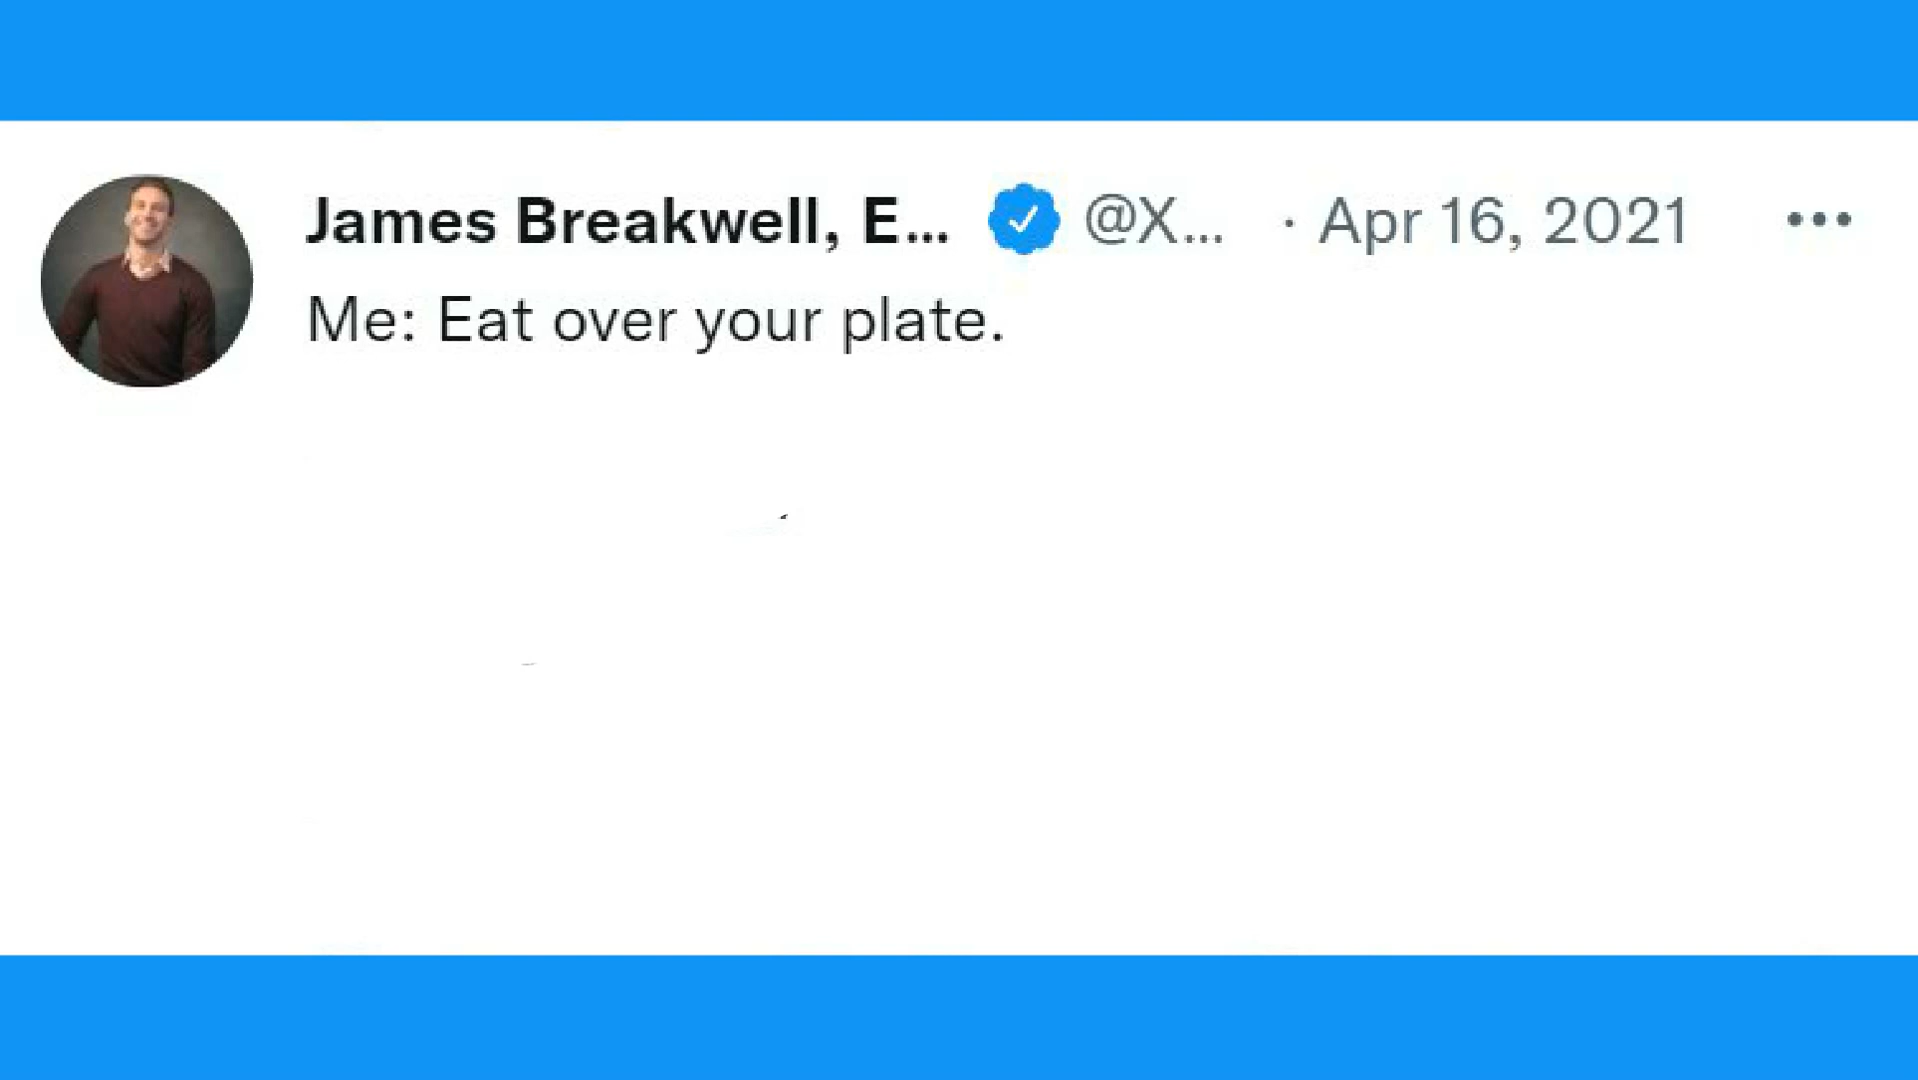 James Breakwell, E... @X... · Apr 16, 2021
Me: Eat over your plate.